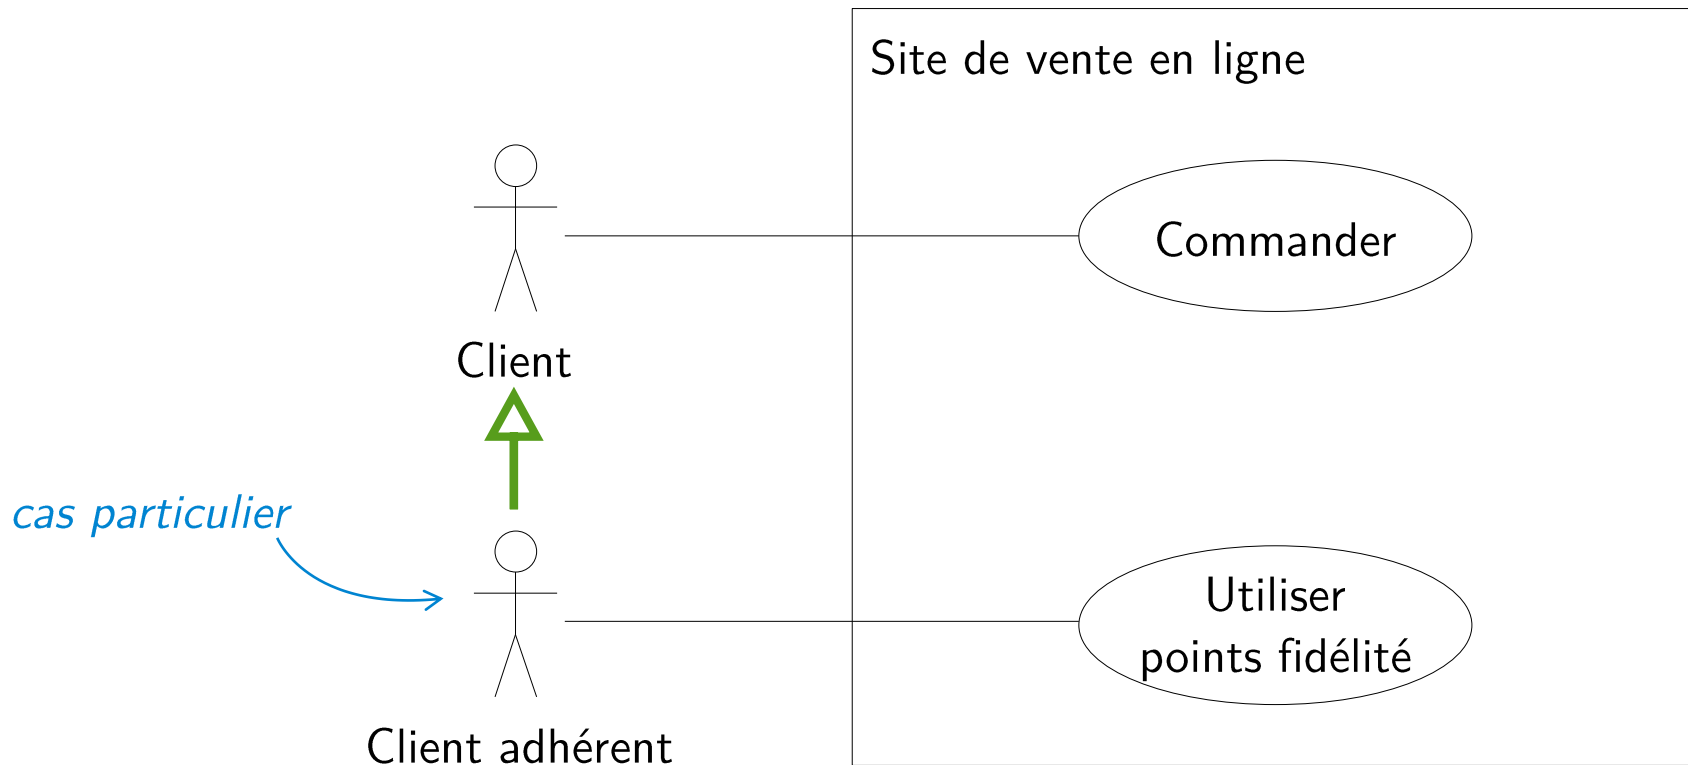 Site de vente en ligne
Commander
Client
cas particulier
Utiliser
points fidélité
Client adhérent